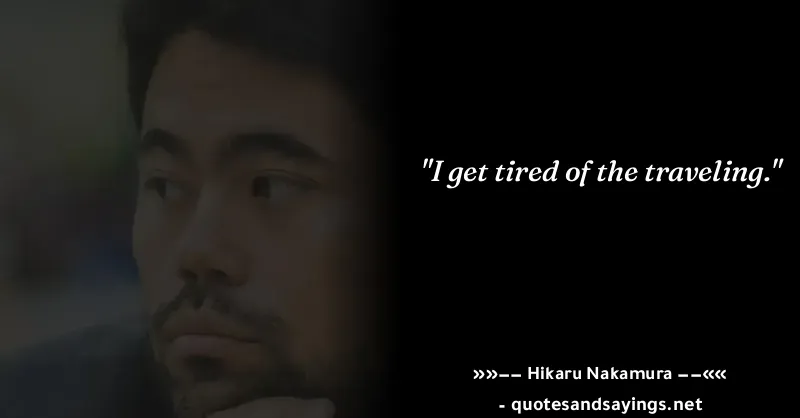 "I get tired of the traveling."
»»–– Hikaru Nakamura ––««
- quotesandsayings.net